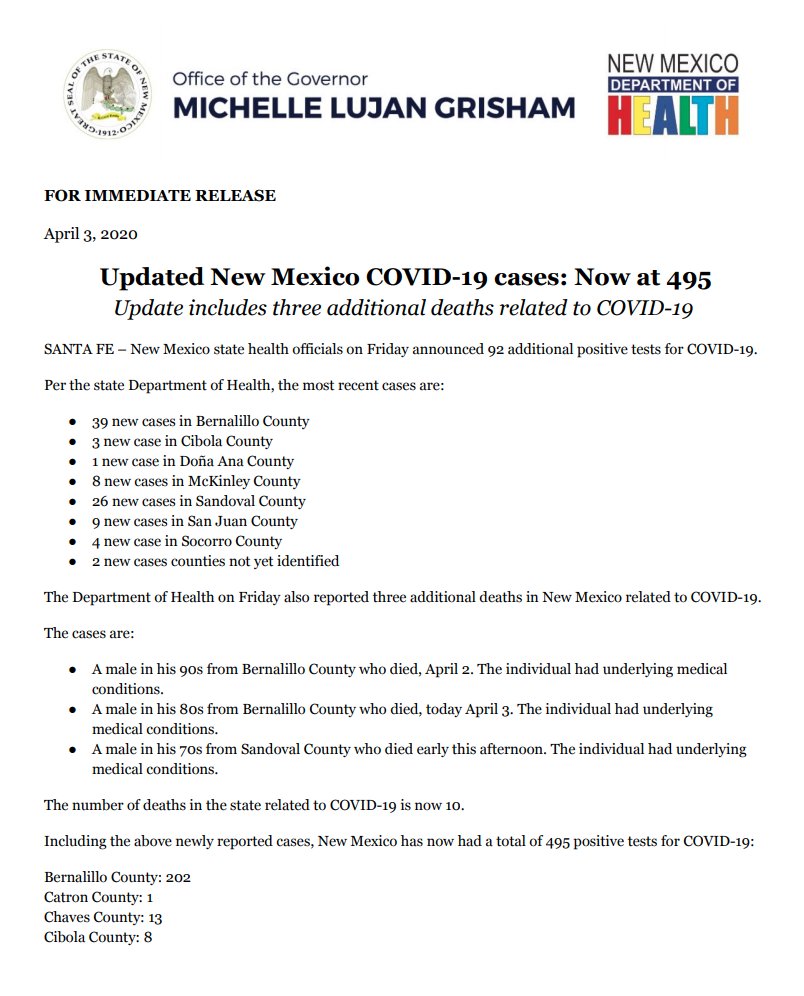 GREAT SEAL OF THE STATE OF NEW MEXICO
·1912·
Office of the Governor
MICHELLE LUJAN GRISHAM
NEW MEXICO
DEPARTMENT OF
HEALTH
FOR IMMEDIATE RELEASE
April 3, 2020
Updated New Mexico COVID-19 cases: Now at 495
Update includes three additional deaths related to COVID-19
SANTA FE – New Mexico state health officials on Friday announced 92 additional positive tests for COVID-19.
Per the state Department of Health, the most recent cases are:
● 39 new cases in Bernalillo County
● 3 new case in Cibola County
● 1 new case in Doña Ana County
● 8 new cases in McKinley County
● 26 new cases in Sandoval County
● 9 new cases in San Juan County
● 4 new case in Socorro County
● 2 new cases counties not yet identified
The Department of Health on Friday also reported three additional deaths in New Mexico related to COVID-19.
The cases are:
● A male in his 90s from Bernalillo County who died, April 2. The individual had underlying medical
conditions.
● A male in his 80s from Bernalillo County who died, today April 3. The individual had underlying
medical conditions.
● A male in his 70s from Sandoval County who died early this afternoon. The individual had underlying
medical conditions.
The number of deaths in the state related to COVID-19 is now 10.
Including the above newly reported cases, New Mexico has now had a total of 495 positive tests for COVID-19:
Bernalillo County: 202
Catron County: 1
Chaves County: 13
Cibola County: 8